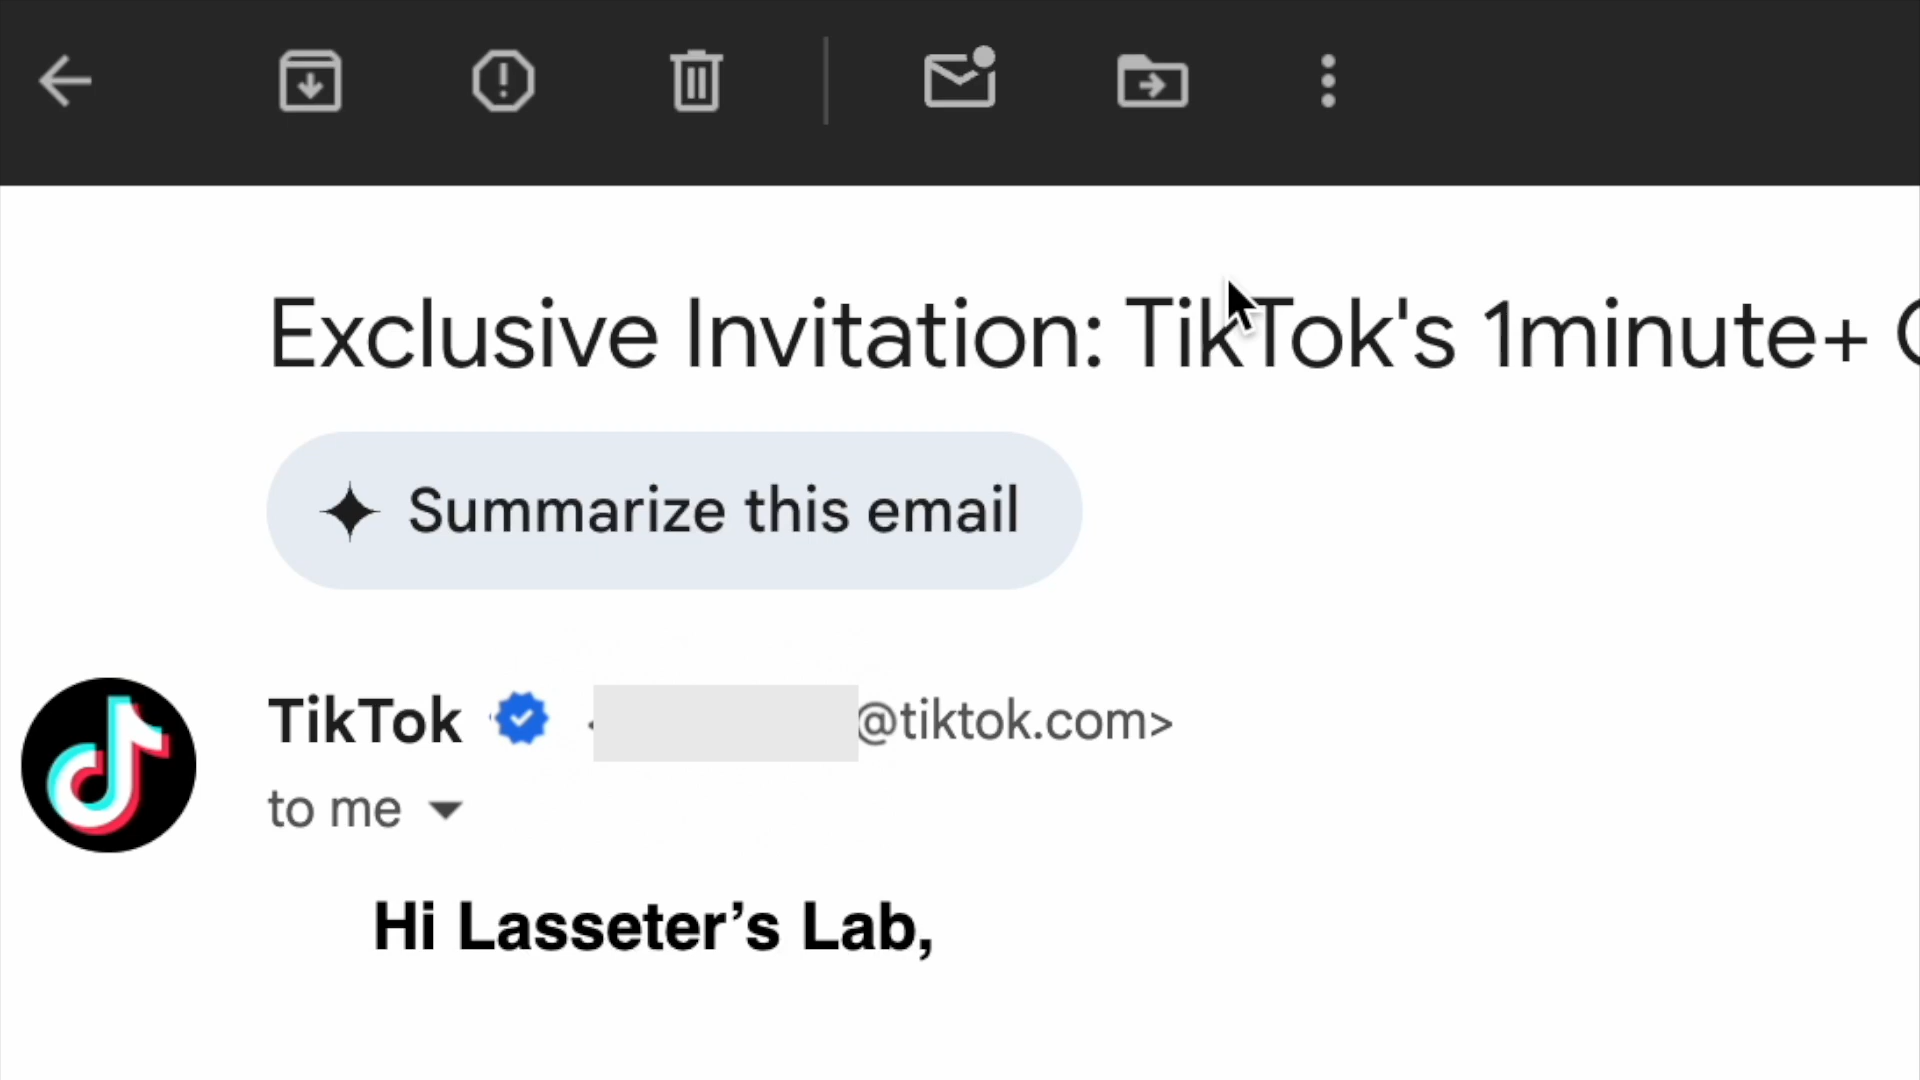 Exclusive Invitation: TikTok's 1minute+
Summarize this email
TikTok @tiktok.com>
to me
Hi Lasseter’s Lab,